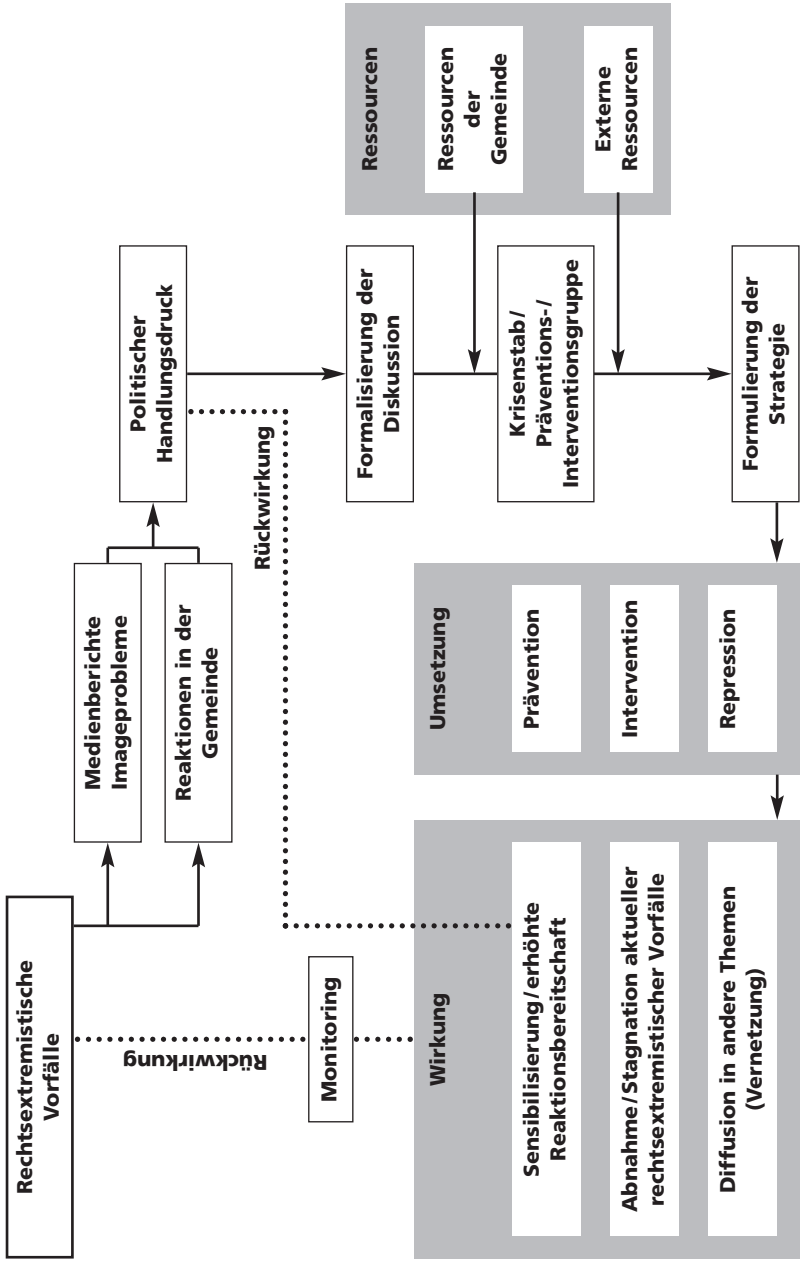 Rechtsextremistische
Vorfälle
Medienberichte
Imageprobleme
Reaktionen in der
Gemeinde
Politischer
Handlungsdruck
Rückwirkung
Rückwirkung
Monitoring
Formalisierung der
Diskussion
Krisenstab/
Präventions-/
Interventionsgruppe
Formulierung der
Strategie
Ressourcen
Ressourcen
der
Gemeinde
Externe
Ressourcen
Umsetzung
Prävention
Intervention
Repression
Wirkung
Sensibilisierung/erhöhte
Reaktionsbereitschaft
Abnahme/Stagnation aktueller
rechtsextremistischer Vorfälle
Diffusion in andere Themen
(Vernetzung)